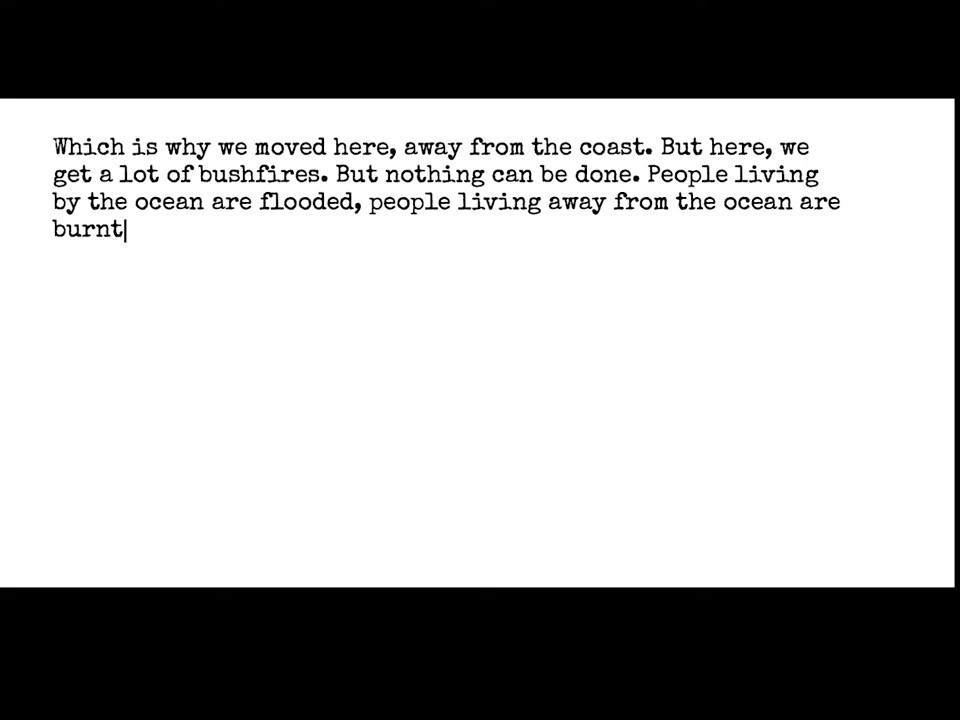 Which is why we moved here, away from the coast. But here, we
get a lot of bushfires. But nothing can be done. People living
by the ocean are flooded, people living away from the ocean are
burnt